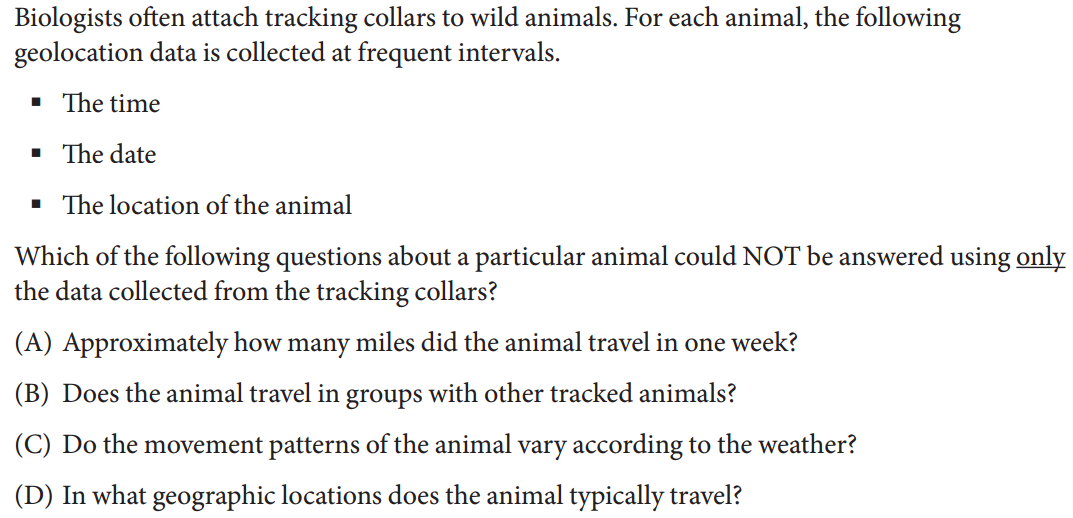 Biologists often attach tracking collars to wild animals. For each animal, the following
geolocation data is collected at frequent intervals.
▪ The time
▪ The date
▪ The location of the animal
Which of the following questions about a particular animal could NOT be answered using only
the data collected from the tracking collars?
(A) Approximately how many miles did the animal travel in one week?
(B) Does the animal travel in groups with other tracked animals?
(C) Do the movement patterns of the animal vary according to the weather?
(D) In what geographic locations does the animal typically travel?